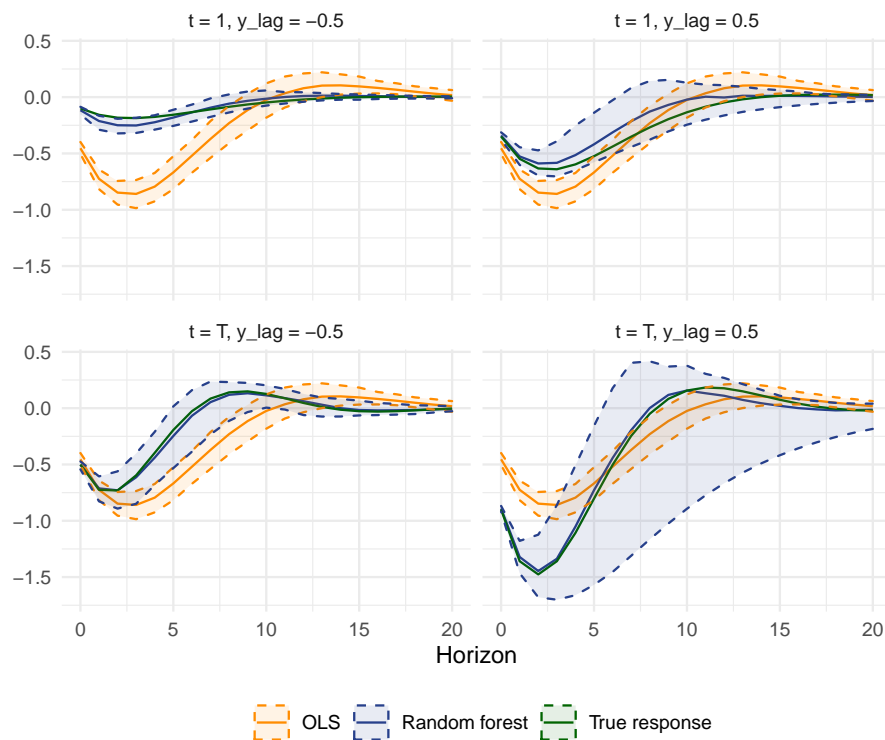 t = 1, y_lag = −0.5
t = 1, y_lag = 0.5
0.5
0.0
−0.5
−1.0
−1.5
t = T, y_lag = −0.5
t = T, y_lag = 0.5
0.5
0.0
−0.5
−1.0
−1.5
0 5 10 15 20 0 5 10 15 20
Horizon
OLS Random forest True response